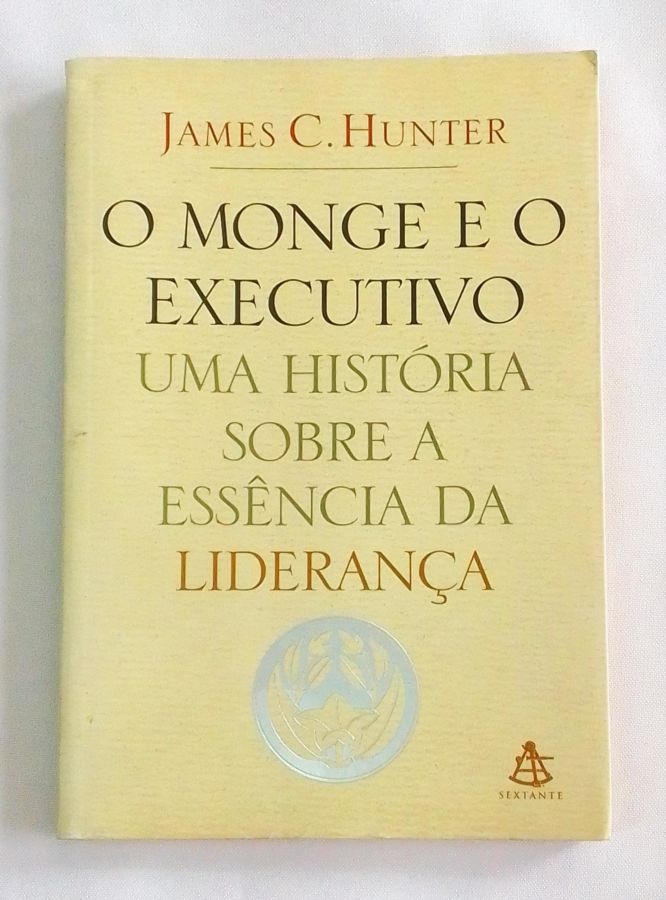 JAMES C. HUNTER
O MONGE E O
EXECUTIVO
UMA HISTÓRIA
SOBRE A
ESSÊNCIA DA
LIDERANÇA
SEXTANTE